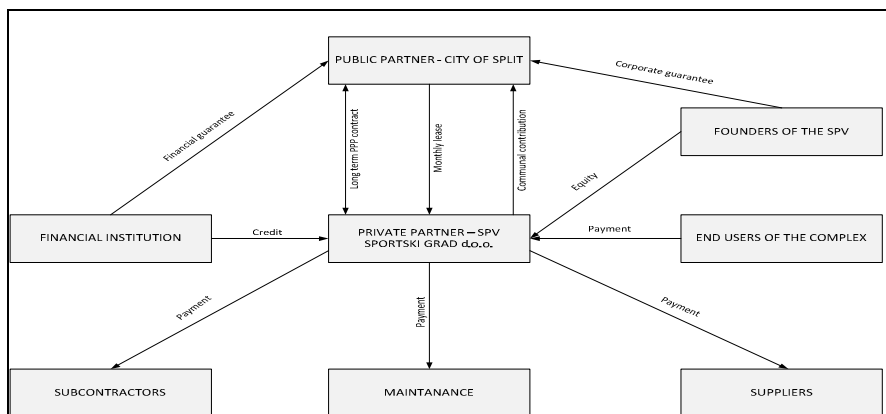 PUBLIC PARTNER - CITY OF SPLIT
Corporate guarantee
Financial guarantee
Long term PPP contract
Monthly lease
Communal contribution
FOUNDERS OF THE SPV
Equity
FINANCIAL INSTITUTION
Credit
PRIVATE PARTNER – SPV
SPORTSKI GRAD d.o.o.
Payment
END USERS OF THE COMPLEX
Payment
Payment
Payment
SUBCONTRACTORS
MAINTANANCE
SUPPLIERS